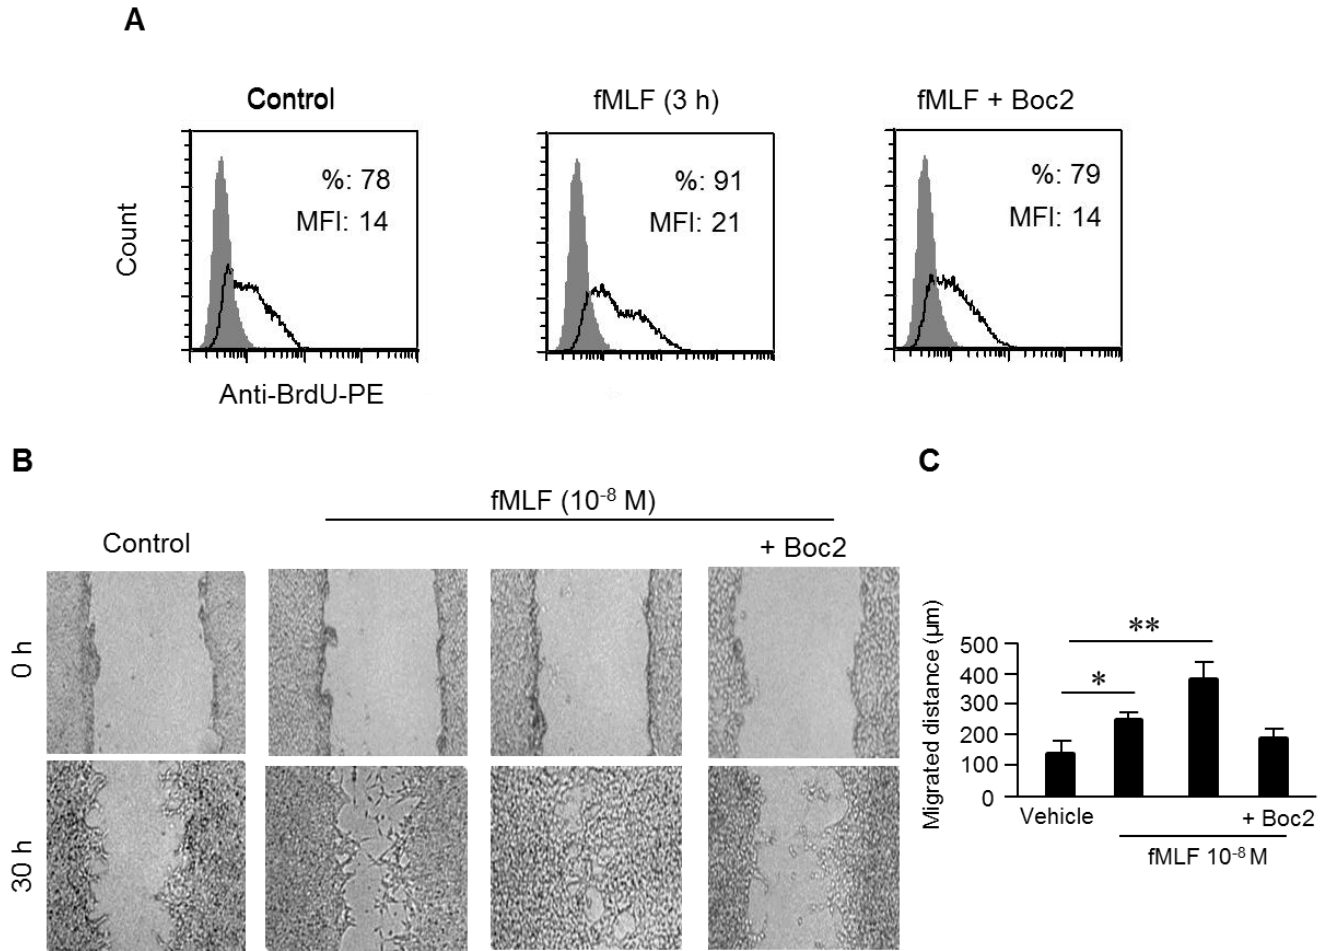 A
Control
fMLF (3 h)
fMLF + Boc2
%: 78
MFI: 14
%: 91
MFI: 21
%: 79
MFI: 14
Count
Anti-BrdU-PE
B
fMLF (10⁻⁸ M)
Control
+ Boc2
0 h
30 h
C
Migrated distance (µm)
500
400
300
200
100
0
**
*
Vehicle
+ Boc2
fMLF 10⁻⁸ M